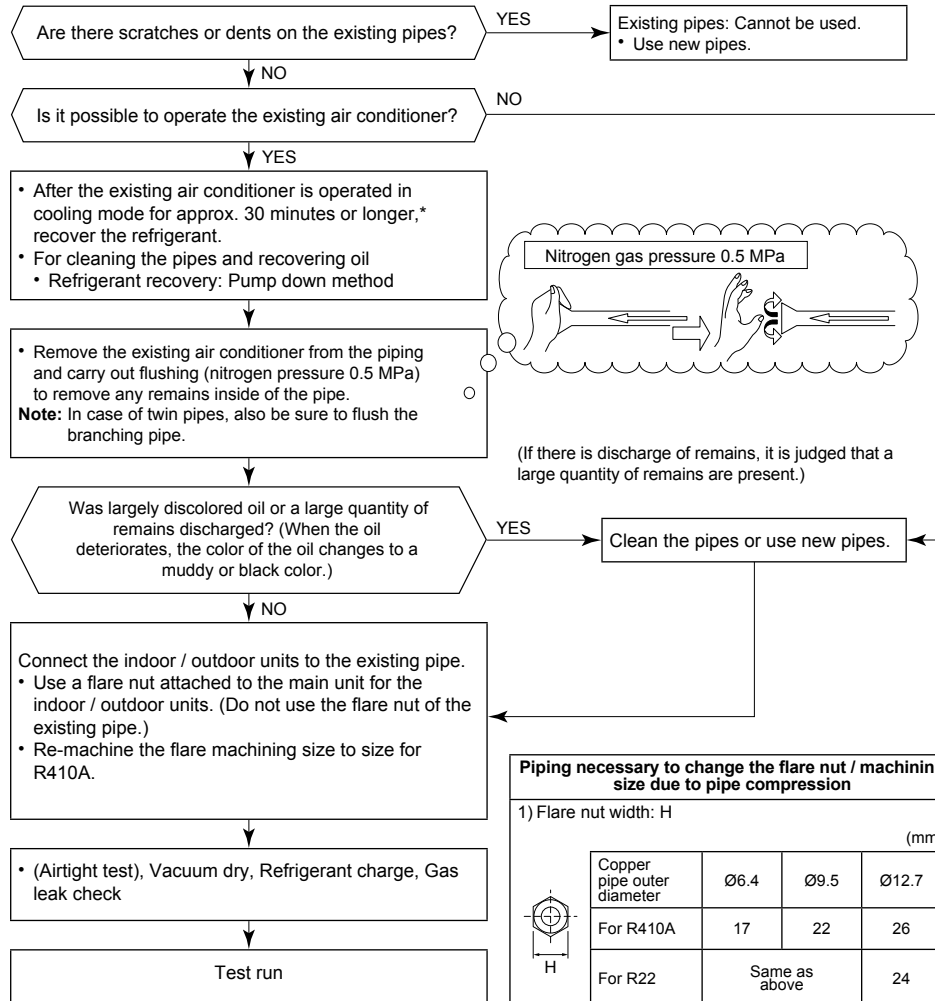 Are there scratches or dents on the existing pipes?
YES
Existing pipes: Cannot be used.
• Use new pipes.
NO
Is it possible to operate the existing air conditioner?
NO
YES
• After the existing air conditioner is operated in
cooling mode for approx. 30 minutes or longer,*
recover the refrigerant.
• For cleaning the pipes and recovering oil
• Refrigerant recovery: Pump down method
Nitrogen gas pressure 0.5 MPa
• Remove the existing air conditioner from the piping
and carry out flushing (nitrogen pressure 0.5 MPa)
to remove any remains inside of the pipe.
Note: In case of twin pipes, also be sure to flush the
branching pipe.
(If there is discharge of remains, it is judged that a
large quantity of remains are present.)
Was largely discolored oil or a large quantity of
remains discharged? (When the oil
deteriorates, the color of the oil changes to a
muddy or black color.)
YES
Clean the pipes or use new pipes.
NO
Connect the indoor / outdoor units to the existing pipe.
• Use a flare nut attached to the main unit for the
indoor / outdoor units. (Do not use the flare nut of the
existing pipe.)
• Re-machine the flare machining size to size for
R410A.
• (Airtight test), Vacuum dry, Refrigerant charge, Gas
leak check
Test run
Piping necessary to change the flare nut / machinin
size due to pipe compression
1) Flare nut width: H
(mm
Copper
pipe outer
diameter
Ø6.4 Ø9.5 Ø12.7
For R410A 17 22 26
H
For R22 Same as
above 24